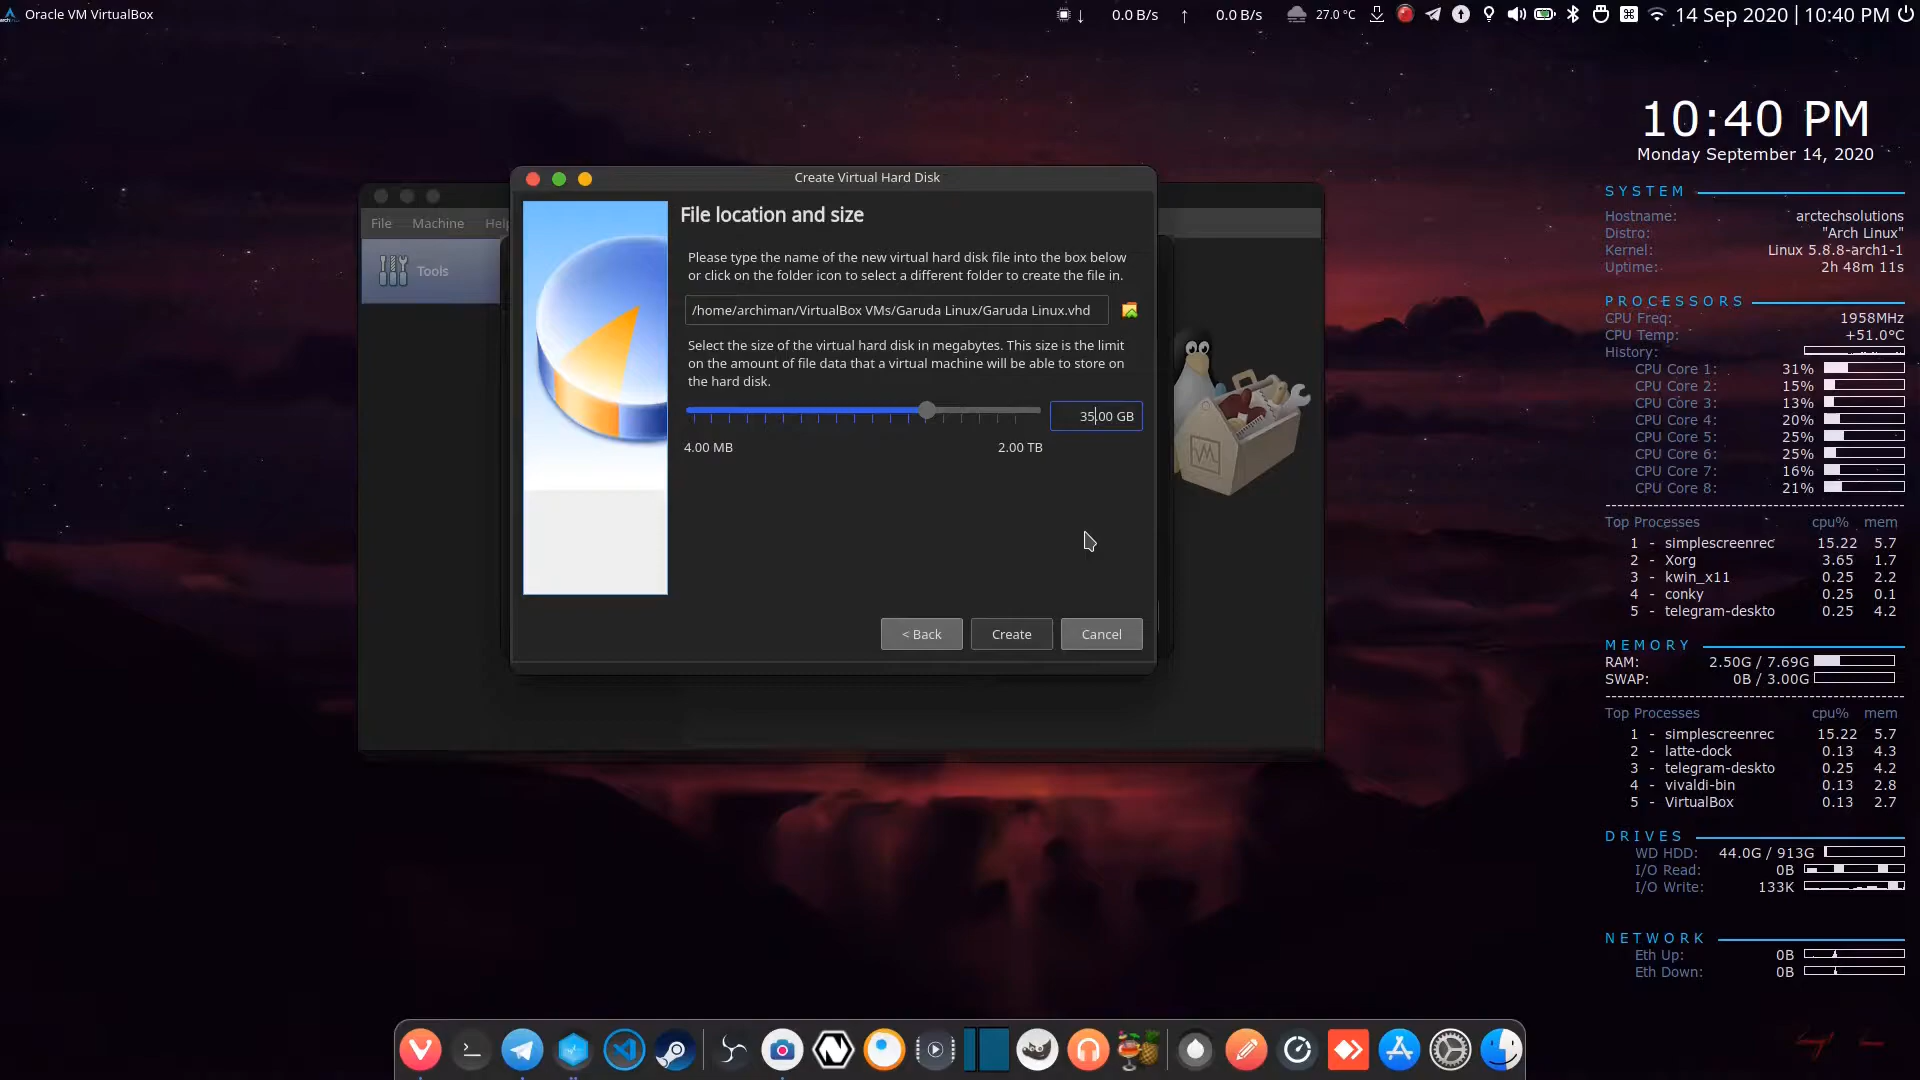 Oracle VM VirtualBox
0.0 B/s
0.0 B/s
27.0 °C
14 Sep 2020 | 10:40 PM
10:40 PM
Monday September 14, 2020
Create Virtual Hard Disk
File Machine
Tools
File location and size
Please type the name of the new virtual hard disk file into the box below
or click on the folder icon to select a different folder to create the file in.
/home/archiman/VirtualBox VMs/Garuda Linux/Garuda Linux.vhd
Select the size of the virtual hard disk in megabytes. This size is the limit
on the amount of file data that a virtual machine will be able to store on
the hard disk.
35.00 GB
4.00 MB
2.00 TB
< Back
Create
Cancel
SYSTEM
Hostname: arctechsolutions
Distro: "Arch Linux"
Kernel: Linux 5.8.8-arch1-1
Uptime: 2h 48m 11s
PROCESSORS
CPU Freq: 1958MHz
CPU Temp: +51.0°C
History:
CPU Core 1: 31%
CPU Core 2: 15%
CPU Core 3: 13%
CPU Core 4: 20%
CPU Core 5: 25%
CPU Core 6: 25%
CPU Core 7: 16%
CPU Core 8: 21%
Top Processes cpu% mem
1 - simplescreenrec 15.22 5.7
2 - Xorg 3.65 1.7
3 - kwin_x11 0.25 2.2
4 - conky 0.25 0.1
5 - telegram-deskto 0.25 4.2
MEMORY
RAM: 2.50G / 7.69G
SWAP: 0B / 3.00G
Top Processes cpu% mem
1 - simplescreenrec 15.22 5.7
2 - latte-dock 0.13 4.3
3 - telegram-deskto 0.25 4.2
4 - vivaldi-bin 0.13 2.8
5 - VirtualBox 0.13 2.7
DRIVES
WD HDD: 44.0G / 913G
I/O Read: 0B
I/O Write: 133K
NETWORK
Eth Up: 0B
Eth Down: 0B